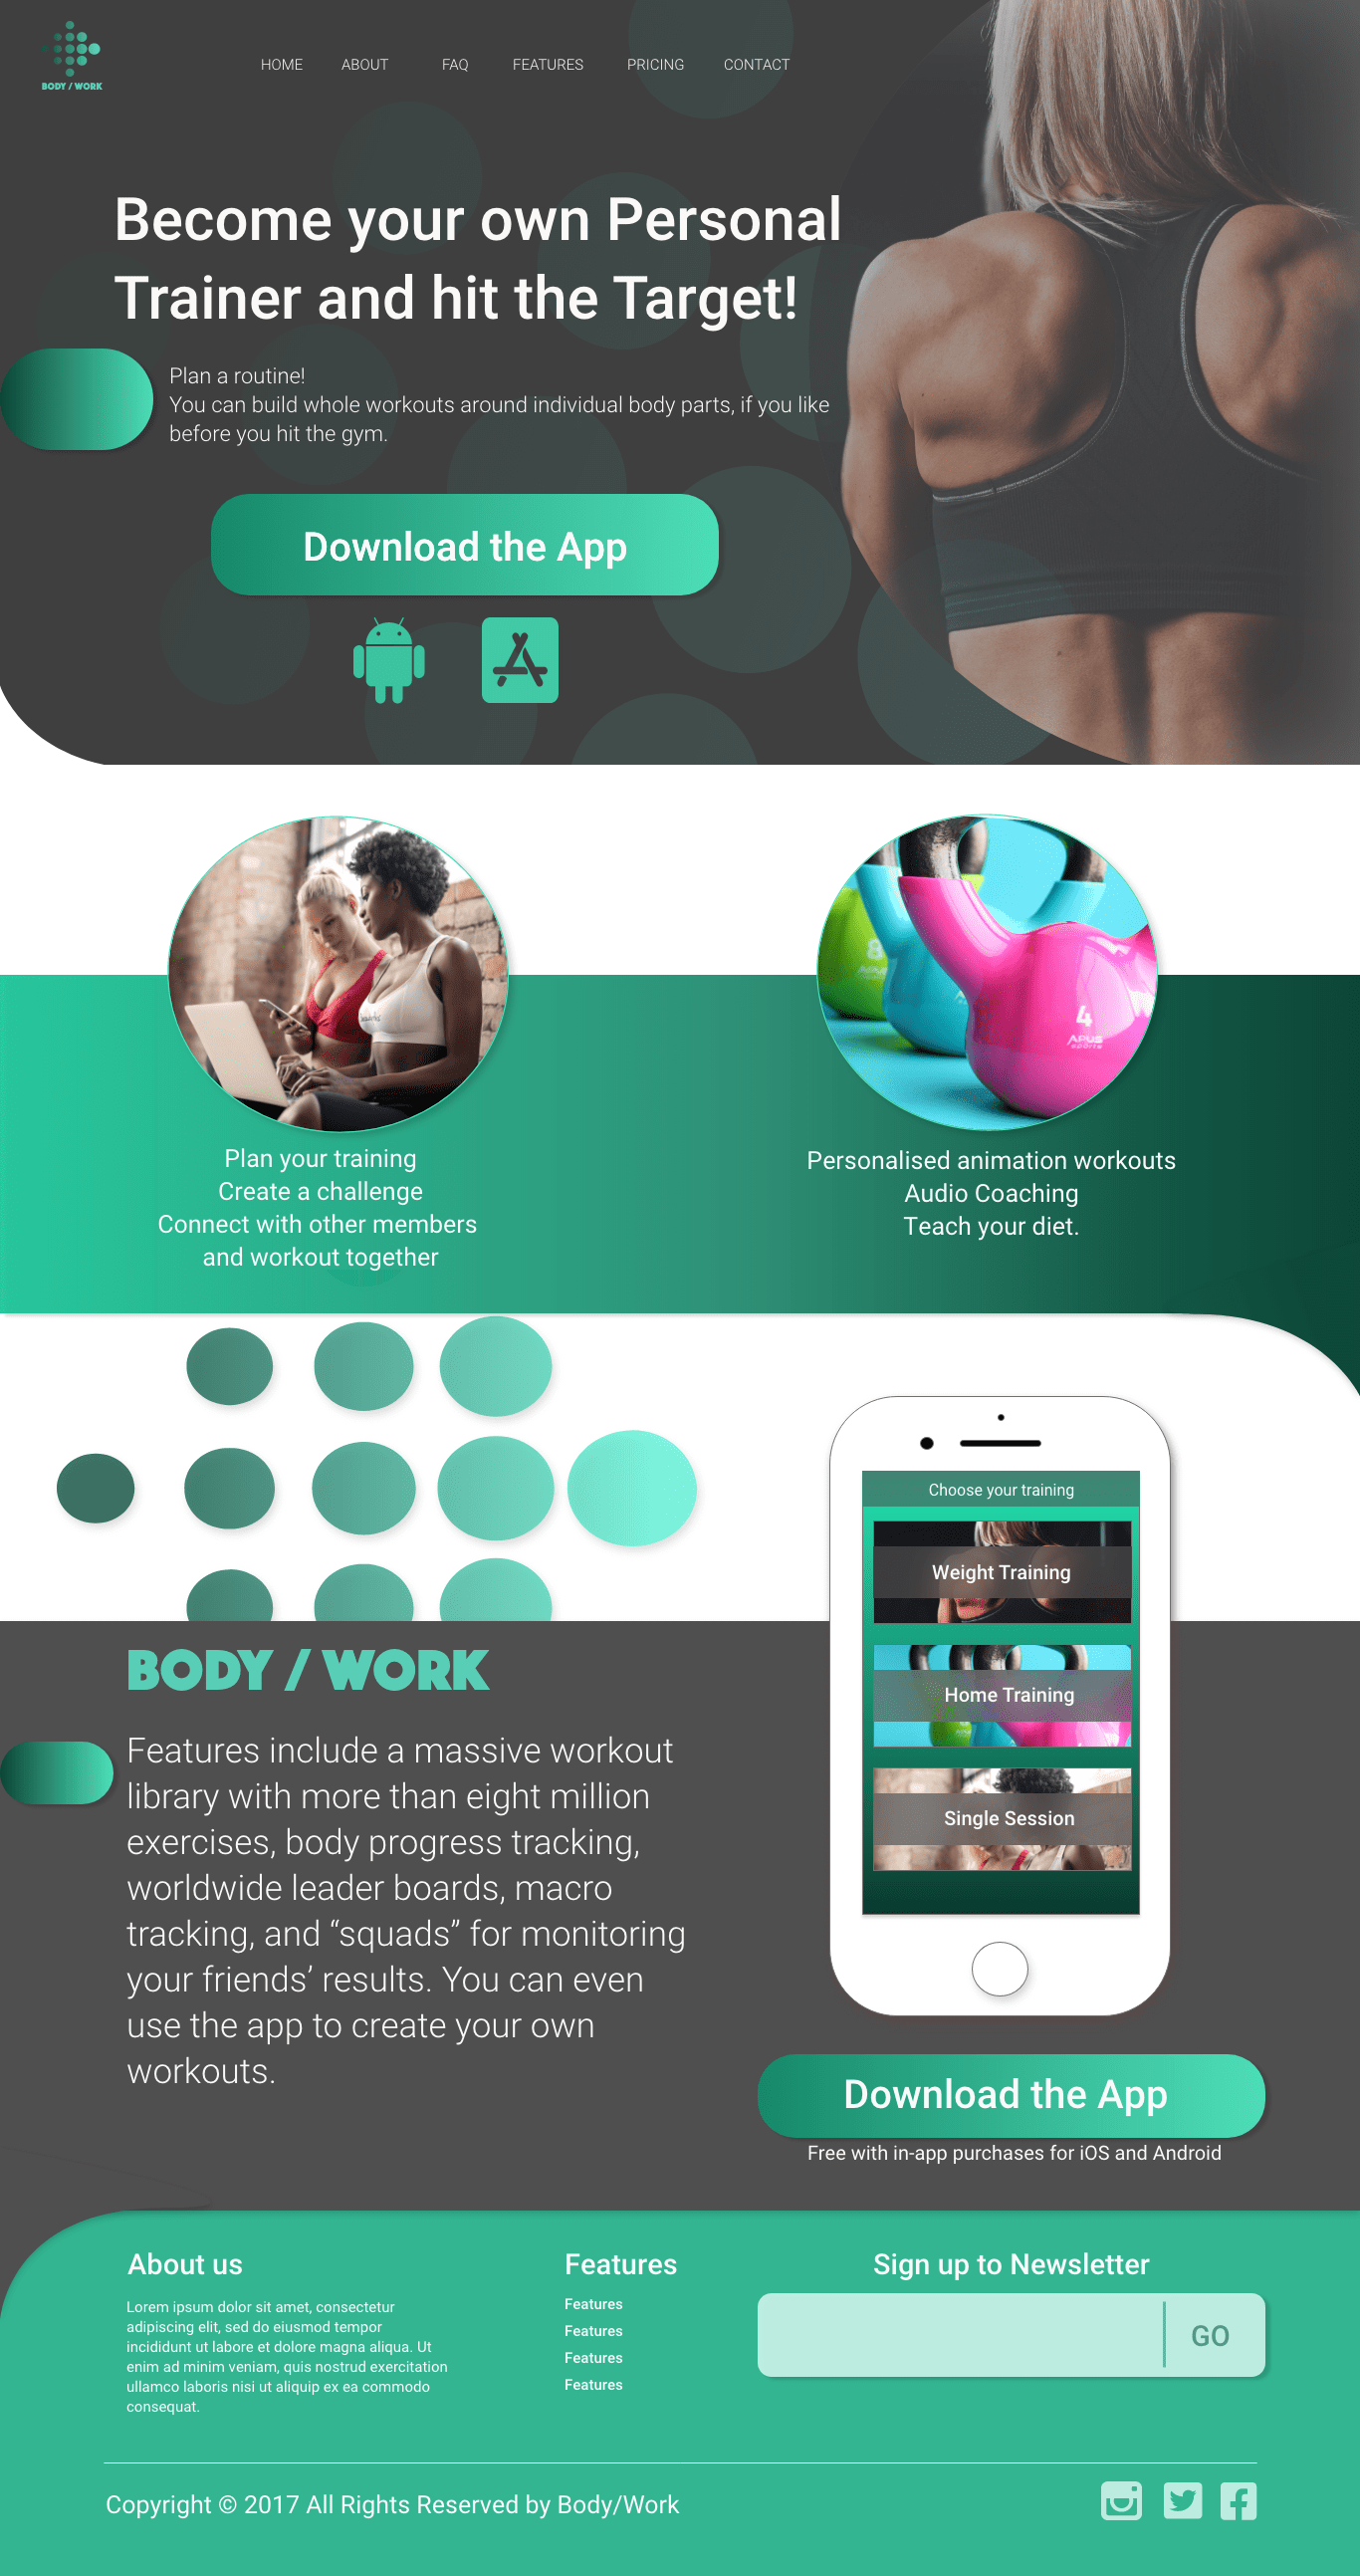 BODY / WORK
HOME ABOUT FAQ FEATURES PRICING CONTACT
Become your own Personal
Trainer and hit the Target!
Plan a routine!
You can build whole workouts around individual body parts, if you like
before you hit the gym.
Download the App
8
4
APUS
sports
Plan your training
Create a challenge
Connect with other members
and workout together
Personalised animation workouts
Audio Coaching
Teach your diet.
Choose your training
Weight Training
Home Training
Single Session
BODY / WORK
Features include a massive workout
library with more than eight million
exercises, body progress tracking,
worldwide leader boards, macro
tracking, and “squads” for monitoring
your friends’ results. You can even
use the app to create your own
workouts.
Download the App
Free with in-app purchases for iOS and Android
About us
Lorem ipsum dolor sit amet, consectetur
adipiscing elit, sed do eiusmod tempor
incididunt ut labore et dolore magna aliqua. Ut
enim ad minim veniam, quis nostrud exercitation
ullamco laboris nisi ut aliquip ex ea commodo
consequat.
Features
Features
Features
Features
Features
Sign up to Newsletter
GO
Copyright © 2017 All Rights Reserved by Body/Work